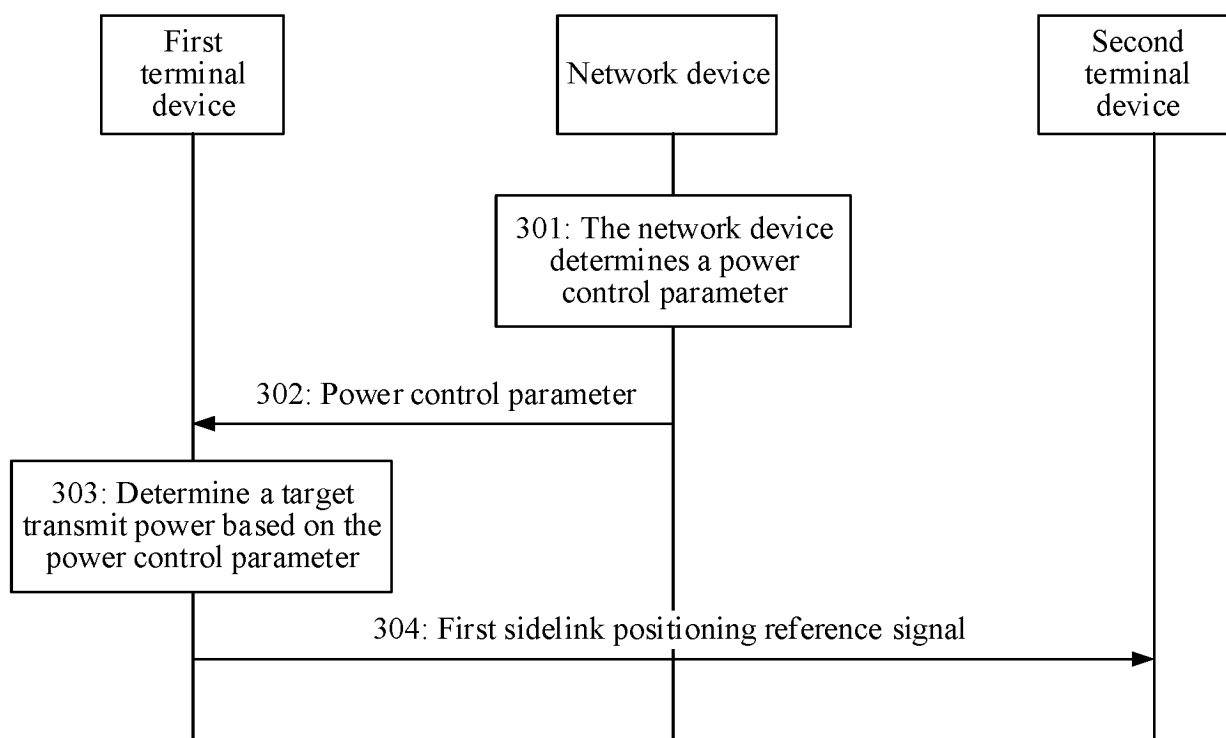 First
terminal
device
Network device
Second
terminal
device
301: The network device
determines a power
control parameter
302: Power control parameter
303: Determine a target
transmit power based on the
power control parameter
304: First sidelink positioning reference signal